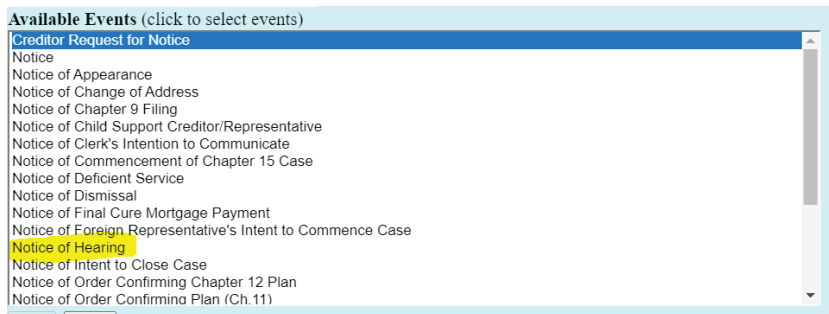 Available Events (click to select events)
Creditor Request for Notice
Notice
Notice of Appearance
Notice of Change of Address
Notice of Chapter 9 Filing
Notice of Child Support Creditor/Representative
Notice of Clerk's Intention to Communicate
Notice of Commencement of Chapter 15 Case
Notice of Deficient Service
Notice of Dismissal
Notice of Final Cure Mortgage Payment
Notice of Foreign Representative's Intent to Commence Case
Notice of Hearing
Notice of Intent to Close Case
Notice of Order Confirming Chapter 12 Plan
Notice of Order Confirming Plan (Ch.11)